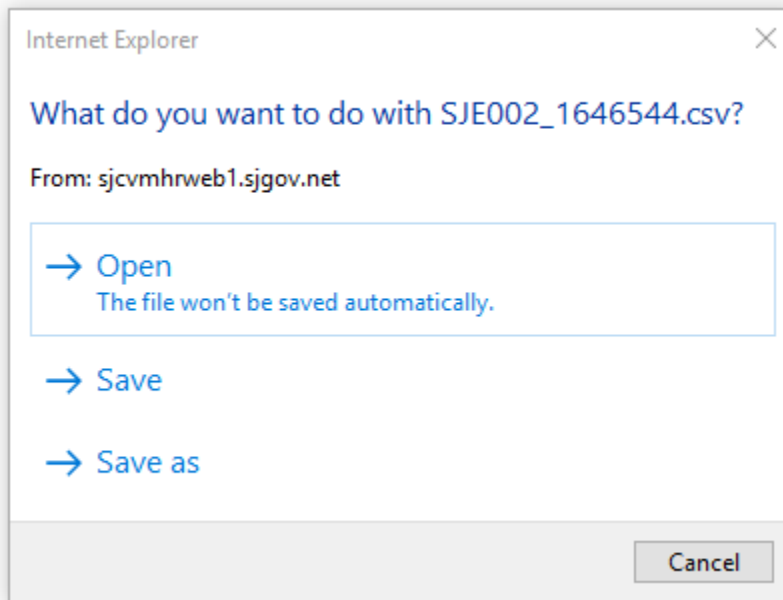 Internet Explorer
What do you want to do with SJE002_1646544.csv?
From: sjcvmhrweb1.sjgov.net
Open
The file won't be saved automatically.
Save
Save as
Cancel